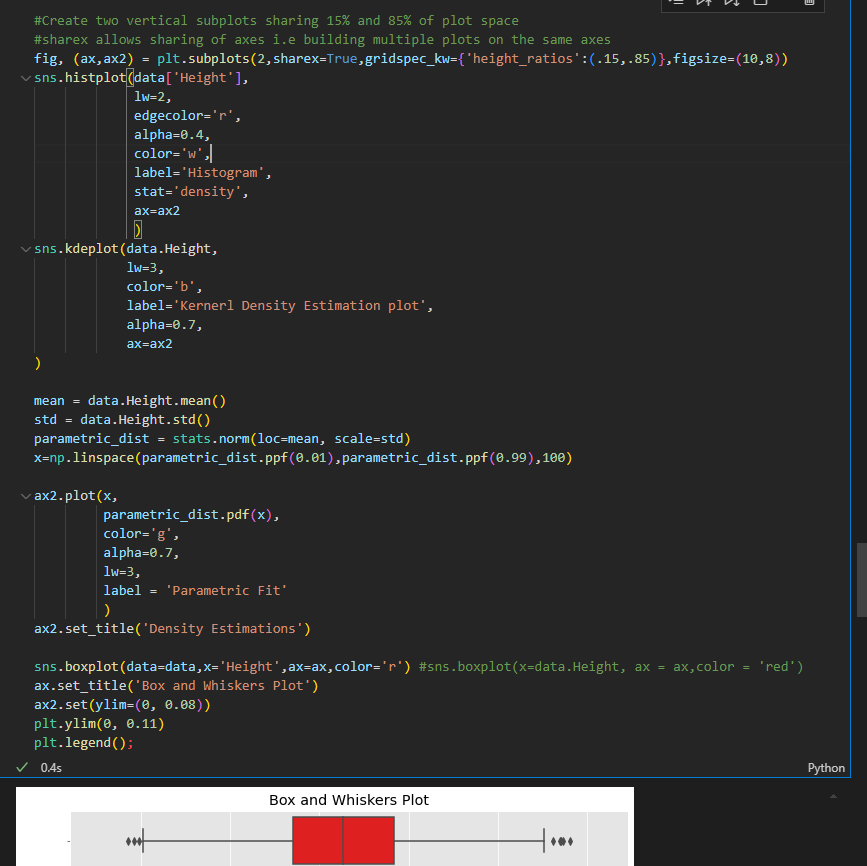 #Create two vertical subplots sharing 15% and 85% of plot space
#sharex allows sharing of axes i.e building multiple plots on the same axes
fig, (ax,ax2) = plt.subplots(2,sharex=True,gridspec_kw={'height_ratios':(.15,.85)},figsize=(10,8))
sns.histplot(data['Height'],
lw=2,
edgecolor='r',
alpha=0.4,
color='w',
label='Histogram',
stat='density',
ax=ax2
)
sns.kdeplot(data.Height,
lw=3,
color='b',
label='Kernerl Density Estimation plot',
alpha=0.7,
ax=ax2
)
mean = data.Height.mean()
std = data.Height.std()
parametric_dist = stats.norm(loc=mean, scale=std)
x=np.linspace(parametric_dist.ppf(0.01),parametric_dist.ppf(0.99),100)
ax2.plot(x,
parametric_dist.pdf(x),
color='g',
alpha=0.7,
lw=3,
label = 'Parametric Fit'
)
ax2.set_title('Density Estimations')
sns.boxplot(data=data,x='Height',ax=ax,color='r') #sns.boxplot(x=data.Height, ax = ax,color = 'red')
ax.set_title('Box and Whiskers Plot')
ax2.set(ylim=(0, 0.08))
plt.ylim(0, 0.11)
plt.legend();
0.4s
Python
Box and Whiskers Plot